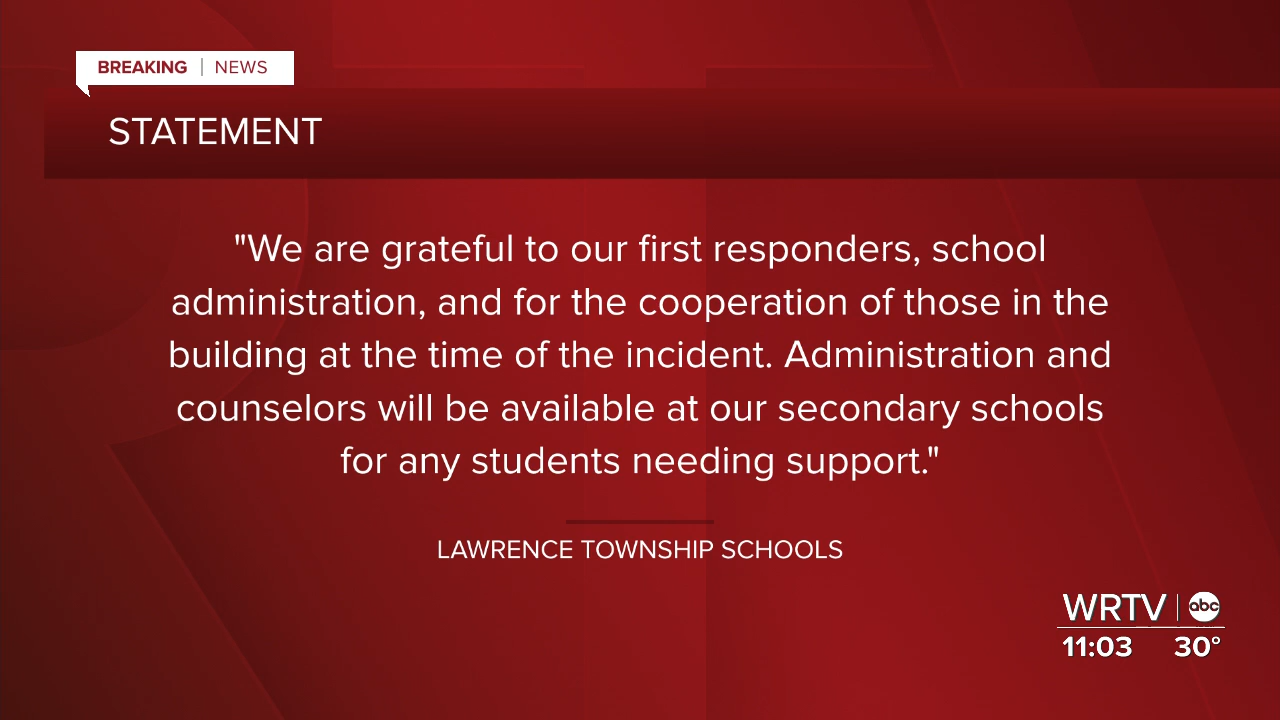 BREAKING | NEWS
STATEMENT
"We are grateful to our first responders, school
administration, and for the cooperation of those in the
building at the time of the incident. Administration and
counselors will be available at our secondary schools
for any students needing support."
LAWRENCE TOWNSHIP SCHOOLS
WRTV | abc
11:03 30°